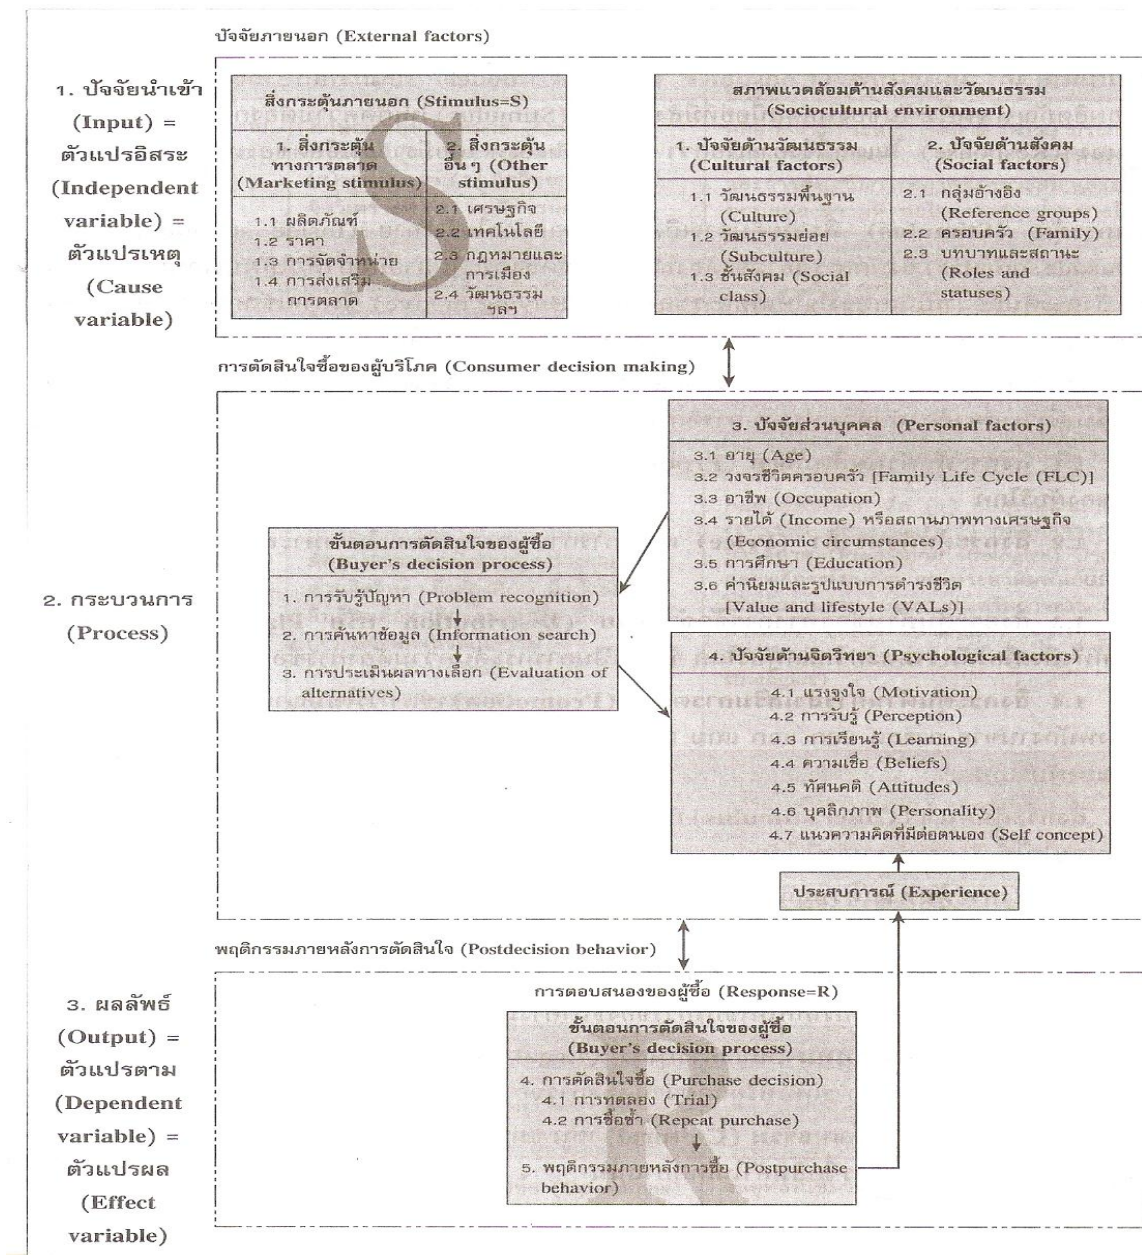 ปัจจัยภายนอก (External factors)
1. ปัจจัยนำเข้า
(Input) =
ตัวแปรอิสระ
(Independent
variable) =
ตัวแปรเหตุ
(Cause
variable)
สิ่งกระตุ้นภายนอก (Stimulus=S)
1. สิ่งกระตุ้น
ทางการตลาด
(Marketing stimulus)
1.1 ผลิตภัณฑ์
1.2 ราคา
1.3 การจัดจำหน่าย
1.4 การส่งเสริม
การตลาด
2. สิ่งกระตุ้น
อื่น ๆ (Other
stimulus)
2.1 เศรษฐกิจ
2.2 เทคโนโลยี
2.3 กฎหมายและ
การเมือง
2.4 วัฒนธรรม
ฯลฯ
S
สภาพแวดล้อมด้านสังคมและวัฒนธรรม
(Sociocultural environment)
1. ปัจจัยด้านวัฒนธรรม
(Cultural factors)
1.1 วัฒนธรรมพื้นฐาน
(Culture)
1.2 วัฒนธรรมย่อย
(Subculture)
1.3 ชั้นสังคม (Social
class)
2. ปัจจัยด้านสังคม
(Social factors)
2.1 กลุ่มอ้างอิง
(Reference groups)
2.2 ครอบครัว (Family)
2.3 บทบาทและสถานะ
(Roles and
statuses)
การตัดสินใจซื้อของผู้บริโภค (Consumer decision making)
2. กระบวนการ
(Process)
3. ปัจจัยส่วนบุคคล (Personal factors)
3.1 อายุ (Age)
3.2 วงจรชีวิตครอบครัว [Family Life Cycle (FLC)]
3.3 อาชีพ (Occupation)
3.4 รายได้ (Income) หรือสถานภาพทางเศรษฐกิจ
(Economic circumstances)
3.5 การศึกษา (Education)
3.6 ค่านิยมและรูปแบบการดำรงชีวิต
[Value and lifestyle (VALs)]
ขั้นตอนการตัดสินใจของผู้ซื้อ
(Buyer's decision process)
1. การรับรู้ปัญหา (Problem recognition)
2. การค้นหาข้อมูล (Information search)
3. การประเมินผลทางเลือก (Evaluation of
alternatives)
4. ปัจจัยด้านจิตวิทยา (Psychological factors)
4.1 แรงจูงใจ (Motivation)
4.2 การรับรู้ (Perception)
4.3 การเรียนรู้ (Learning)
4.4 ความเชื่อ (Beliefs)
4.5 ทัศนคติ (Attitudes)
4.6 บุคลิกภาพ (Personality)
4.7 แนวความคิดที่มีต่อตนเอง (Self concept)
ประสบการณ์ (Experience)
พฤติกรรมภายหลังการตัดสินใจ (Postdecision behavior)
3. ผลลัพธ์
(Output) =
ตัวแปรตาม
(Dependent
variable) =
ตัวแปรผล
(Effect
variable)
การตอบสนองของผู้ซื้อ (Response=R)
ขั้นตอนการตัดสินใจของผู้ซื้อ
(Buyer's decision process)
4. การตัดสินใจซื้อ (Purchase decision)
4.1 การทดลอง (Trial)
4.2 การซื้อซ้ำ (Repeat purchase)
5. พฤติกรรมภายหลังการซื้อ (Postpurchase
behavior)
R